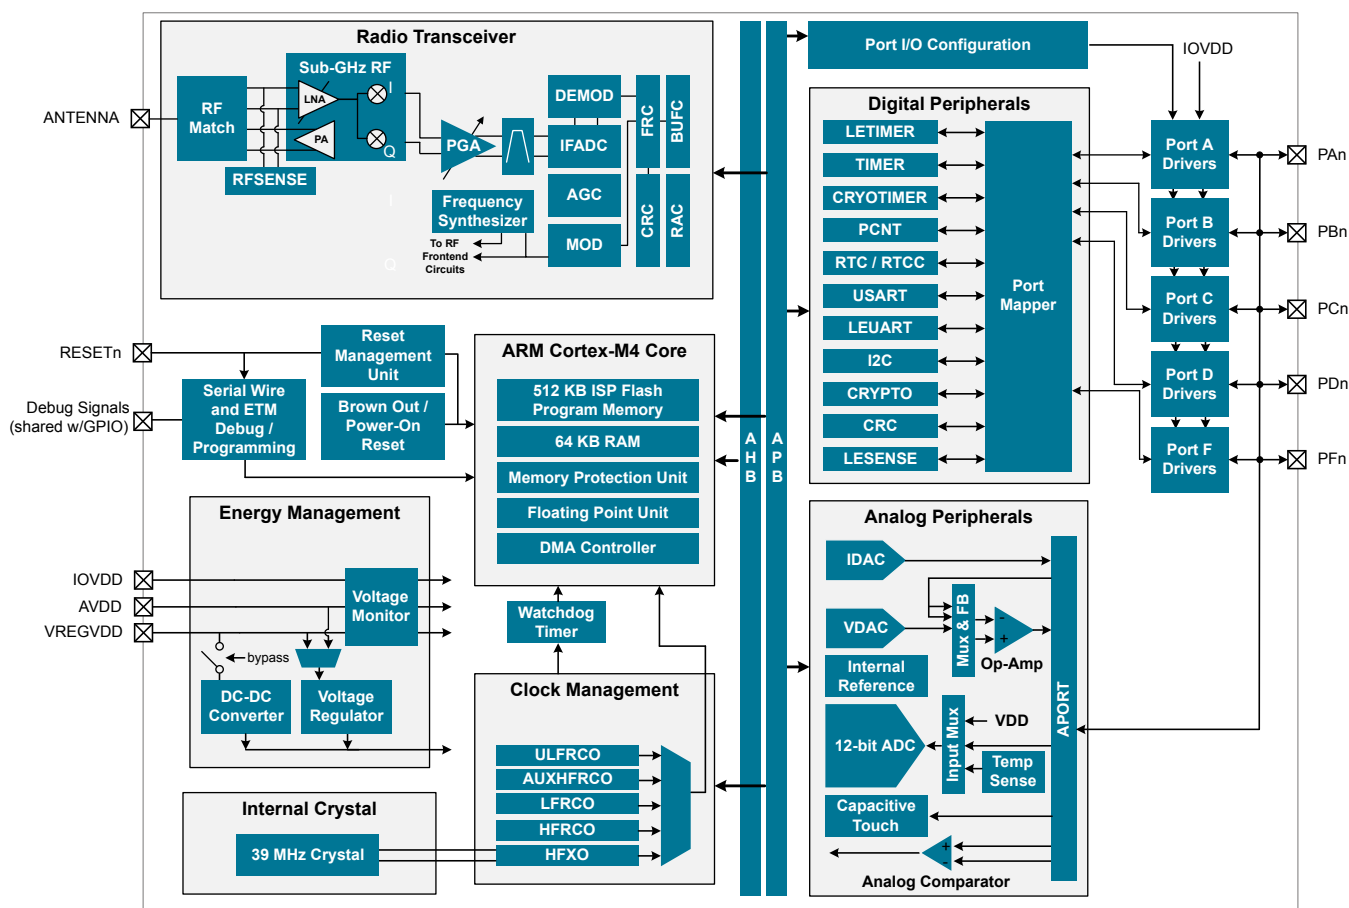 Radio Transceiver
Sub-GHz RF
I
LNA
RF
Match
ANTENNA
PA
Q
RFSENSE
PGA
DEMOD
IFADC
AGC
MOD
FRC
BUFC
CRC
RAC
Frequency
Synthesizer
I
Q
To RF
Frontend
Circuits
AHB
APB
Port I/O Configuration
IOVDD
Digital Peripherals
LETIMER
TIMER
CRYOTIMER
PCNT
RTC / RTCC
USART
LEUART
I2C
CRYPTO
CRC
LESENSE
Port
Mapper
Port A
Drivers
Port B
Drivers
Port C
Drivers
Port D
Drivers
Port F
Drivers
PAn
PBn
PCn
PDn
PFn
RESETn
Debug Signals
(shared w/GPIO)
Reset
Management
Unit
Serial Wire
and ETM
Debug /
Programming
Brown Out /
Power-On
Reset
ARM Cortex-M4 Core
512 KB ISP Flash
Program Memory
64 KB RAM
Memory Protection Unit
Floating Point Unit
DMA Controller
Energy Management
IOVDD
AVDD
VREGVDD
Voltage
Monitor
bypass
DC-DC
Converter
Voltage
Regulator
Watchdog
Timer
Clock Management
ULFRCO
AUXHFRCO
LFRCO
HFRCO
HFXO
Internal Crystal
39 MHz Crystal
Analog Peripherals
IDAC
VDAC
Mux & FB
-
+
Op-Amp
Internal
Reference
12-bit ADC
Input Mux
VDD
Temp
Sense
APORT
Capacitive
Touch
+
-
Analog Comparator